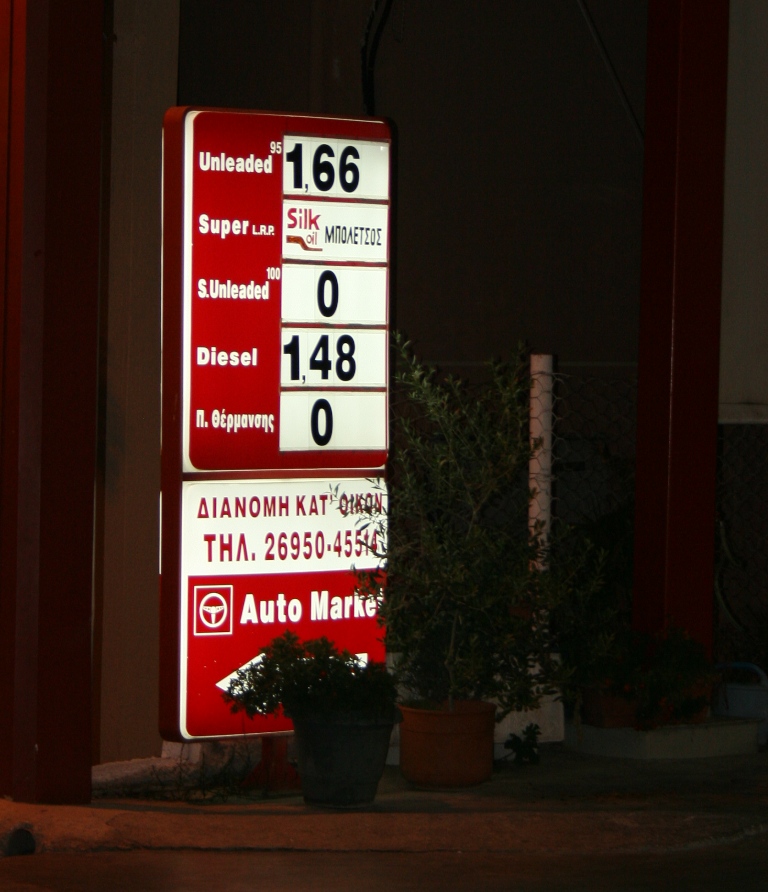 Unleaded 95 1,66
Super L.R.P. Silk oil ΜΠΟΛΕΤΣΟΣ
S.Unleaded 100 0
Diesel 1,48
Π. Θέρμανσης 0
ΔΙΑΝΟΜΗ ΚΑΤ' ΟΙΚΟΝ
ΤΗΛ. 26950-45514
Auto Marke